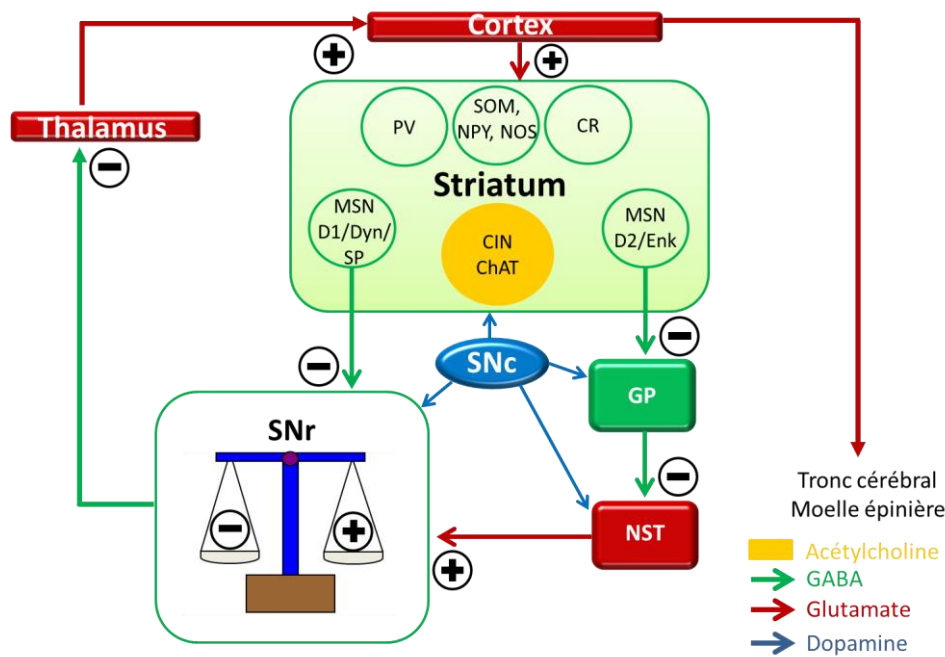 Cortex
+
+
Thalamus
-
PV
SOM,
NPY, NOS
CR
Striatum
MSN
D1/Dyn/
SP
CIN
ChAT
MSN
D2/Enk
-
-
SNc
GP
-
SNr
-
+
NST
+
Tronc cérébral
Moelle épinière
Acétylcholine
GABA
Glutamate
Dopamine